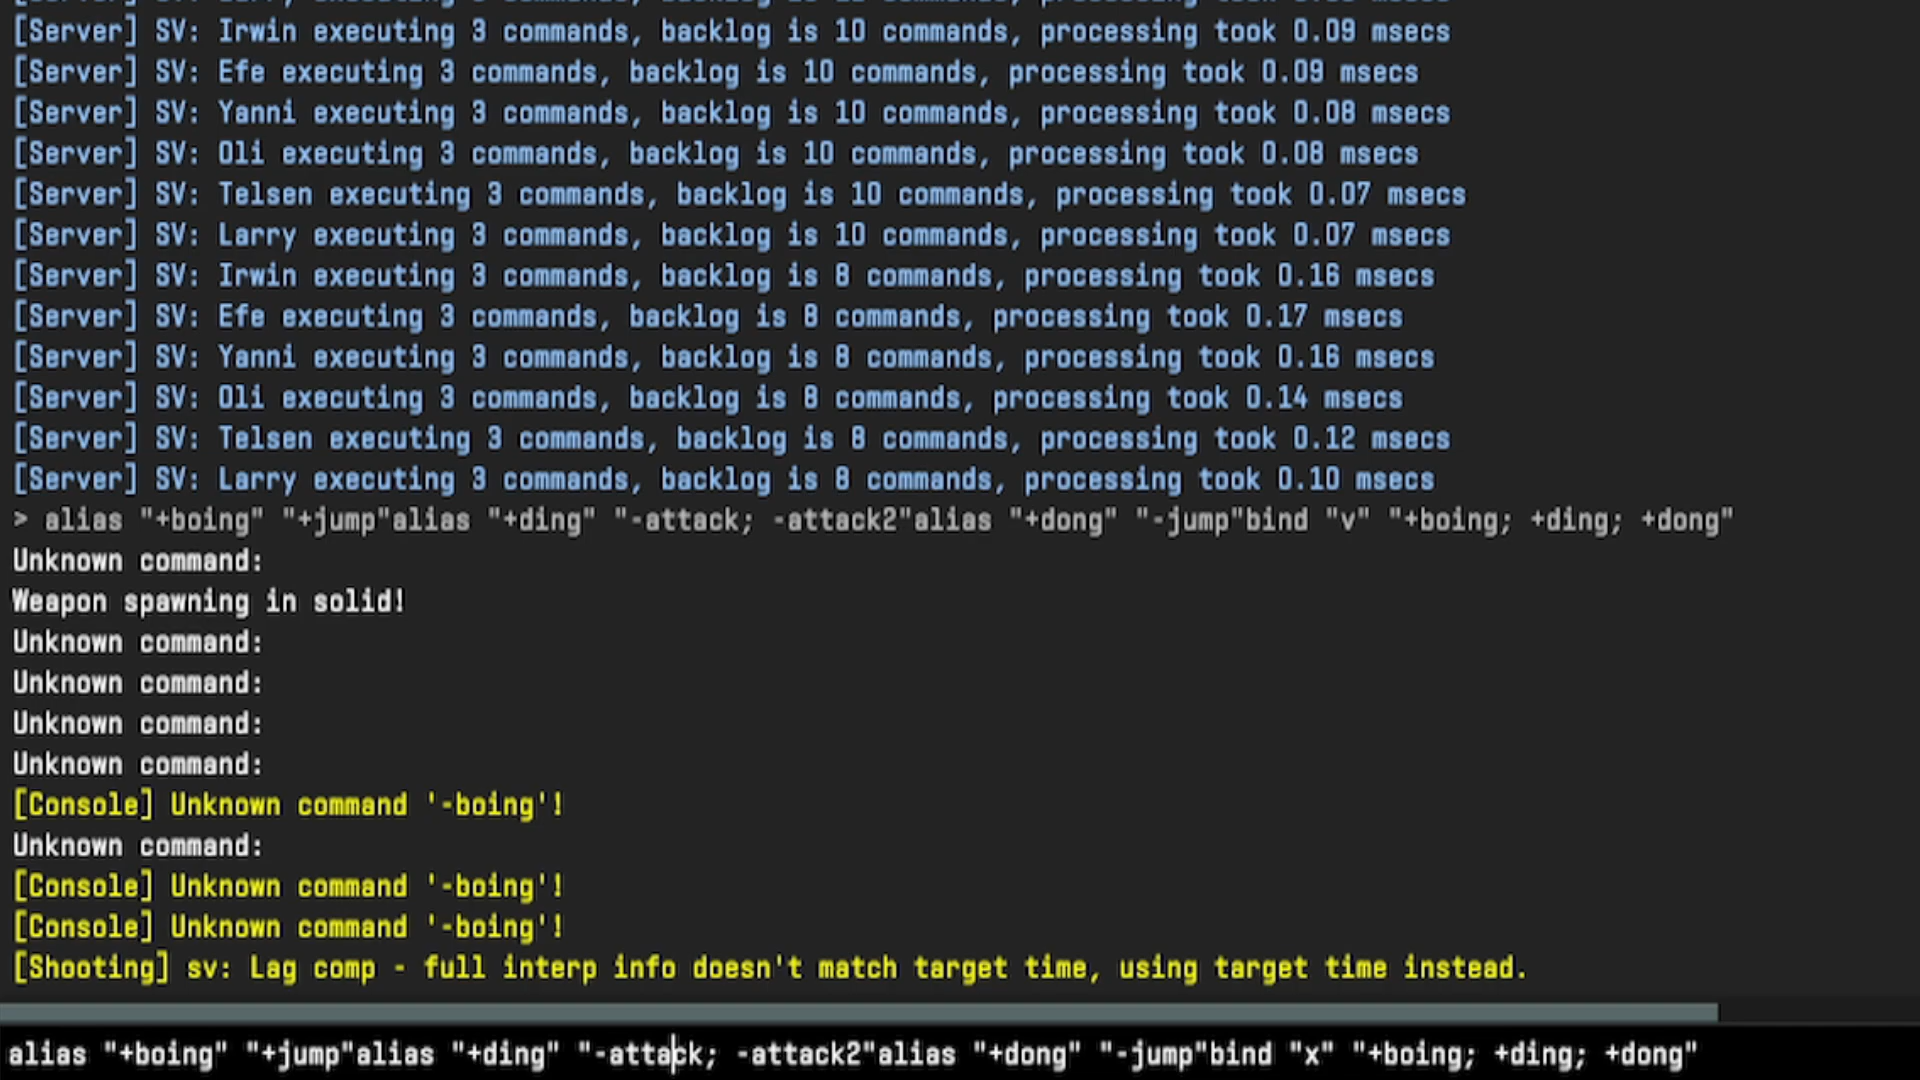 [Server] SV: Irwin executing 3 commands, backlog is 10 commands, processing took 0.09 msecs
[Server] SV: Efe executing 3 commands, backlog is 10 commands, processing took 0.09 msecs
[Server] SV: Yanni executing 3 commands, backlog is 10 commands, processing took 0.08 msecs
[Server] SV: Oli executing 3 commands, backlog is 10 commands, processing took 0.08 msecs
[Server] SV: Telsen executing 3 commands, backlog is 10 commands, processing took 0.07 msecs
[Server] SV: Larry executing 3 commands, backlog is 10 commands, processing took 0.07 msecs
[Server] SV: Irwin executing 3 commands, backlog is 8 commands, processing took 0.16 msecs
[Server] SV: Efe executing 3 commands, backlog is 8 commands, processing took 0.17 msecs
[Server] SV: Yanni executing 3 commands, backlog is 8 commands, processing took 0.16 msecs
[Server] SV: Oli executing 3 commands, backlog is 8 commands, processing took 0.14 msecs
[Server] SV: Telsen executing 3 commands, backlog is 8 commands, processing took 0.12 msecs
[Server] SV: Larry executing 3 commands, backlog is 8 commands, processing took 0.10 msecs
> alias "+boing" "+jump"alias "+ding" "-attack; -attack2"alias "+dong" "-jump"bind "v" "+boing; +ding; +dong"
Unknown command:
Weapon spawning in solid!
Unknown command:
Unknown command:
Unknown command:
Unknown command:
[Console] Unknown command '-boing'!
Unknown command:
[Console] Unknown command '-boing'!
[Console] Unknown command '-boing'!
[Shooting] sv: Lag comp - full interp info doesn't match target time, using target time instead.
alias "+boing" "+jump"alias "+ding" "-attack; -attack2"alias "+dong" "-jump"bind "x" "+boing; +ding; +dong"